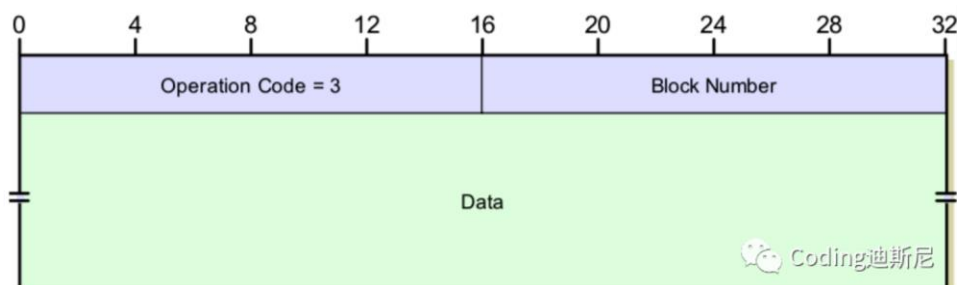 0 4 8 12 16 20 24 28 32
Operation Code = 3 Block Number
Data
Coding迪斯尼